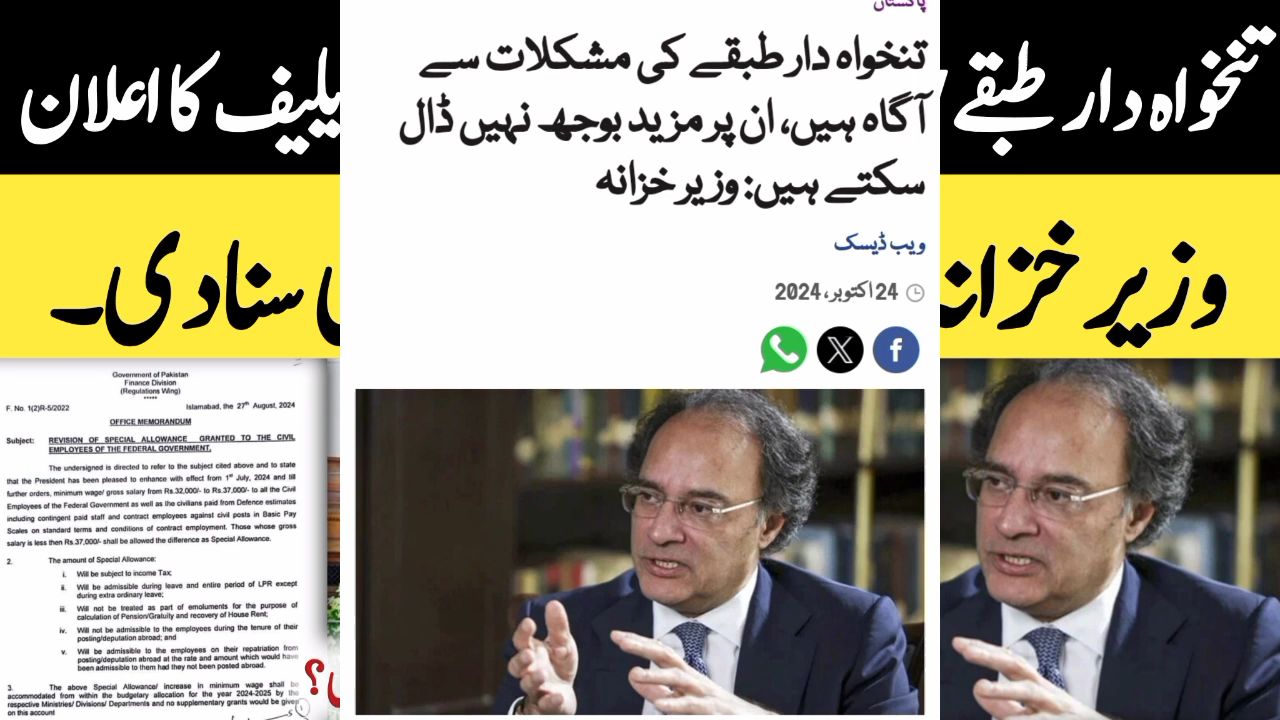 پاکستان
تنخواہ دار طبقے
یلیف کا اعلان
وزیر خزانہ
سنادی۔
تنخواہ دار طبقے کی مشکلات سے
آگاہ ہیں، ان پر مزید بوجھ نہیں ڈال
سکتے ہیں: وزیر خزانہ
ویب ڈیسک
24 اکتوبر، 2024
Government of Pakistan
Finance Division
(Regulations Wing)
*****
F. No. 1(2)R-5/2022 Islamabad, the 27th August, 2024
OFFICE MEMORANDUM
Subject: REVISION OF SPECIAL ALLOWANCE GRANTED TO THE CIVIL
EMPLOYEES OF THE FEDERAL GOVERNMENT.
The undersigned is directed to refer to the subject cited above and to state
that the President has been pleased to enhance with effect from 1st July, 2024 and till
further orders, minimum wage/ gross salary from Rs.32,000/- to Rs.37,000/- to all the Civil
Employees of the Federal Government as well as the civilians paid from Defence estimates
including contingent paid staff and contract employees against civil posts in Basic Pay
Scales on standard terms and conditions of contract employment. Those whose gross
salary is less then Rs.37,000/- shall be allowed the difference as Special Allowance.
2. The amount of Special Allowance:
i. Will be subject to income Tax;
ii. Will be admissible during leave and entire period of LPR except
during extra ordinary leave;
iii. Will not be treated as part of emoluments for the purpose of
calculation of Pension/Gratuity and recovery of House Rent;
iv. Will not be admissible to the employees during the tenure of their
posting/deputation abroad; and
v. Will be admissible to the employees on their repatriation from
posting/deputation abroad at the rate and amount which would have
been admissible to them had they not been posted abroad.
3. The above Special Allowance/ increase in minimum wage shall be
accommodated from within the budgetary allocation for the year 2024-2025 by the
respective Ministries/ Divisions/ Departments and no supplementary grants would be given
on this account